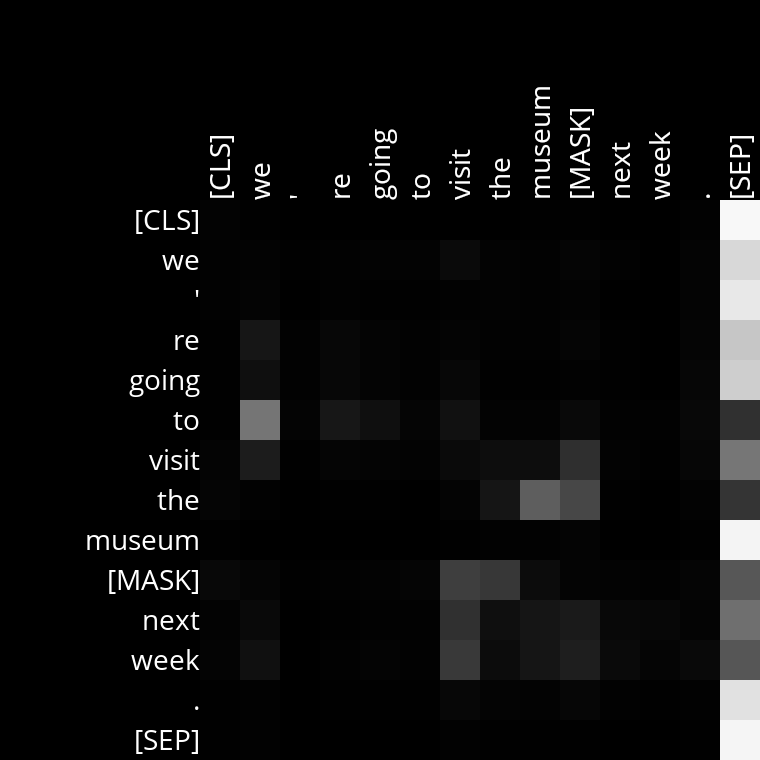 [CLS] we ' re going to visit the museum [MASK] next week . [SEP]
[CLS]
we
'
re
going
to
visit
the
museum
[MASK]
next
week
.
[SEP]